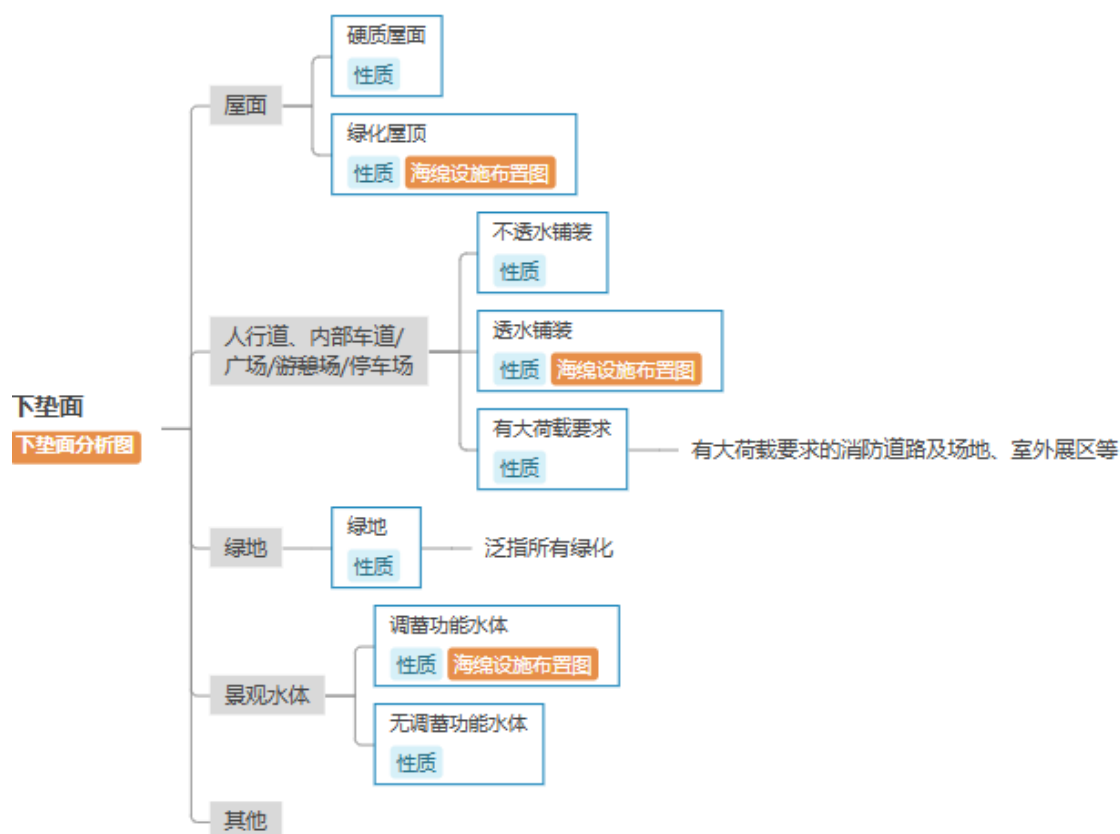 硬质屋面
性质
屋面
绿化屋顶
性质 海绵设施布置图
不透水铺装
性质
人行道、内部车道/
广场/游憩场/停车场
透水铺装
性质 海绵设施布置图
下垫面
下垫面分析图
有大荷载要求
性质
有大荷载要求的消防道路及场地、室外展区等
绿地
绿地
性质
泛指所有绿化
调蓄功能水体
性质 海绵设施布置图
景观水体
无调蓄功能水体
性质
其他